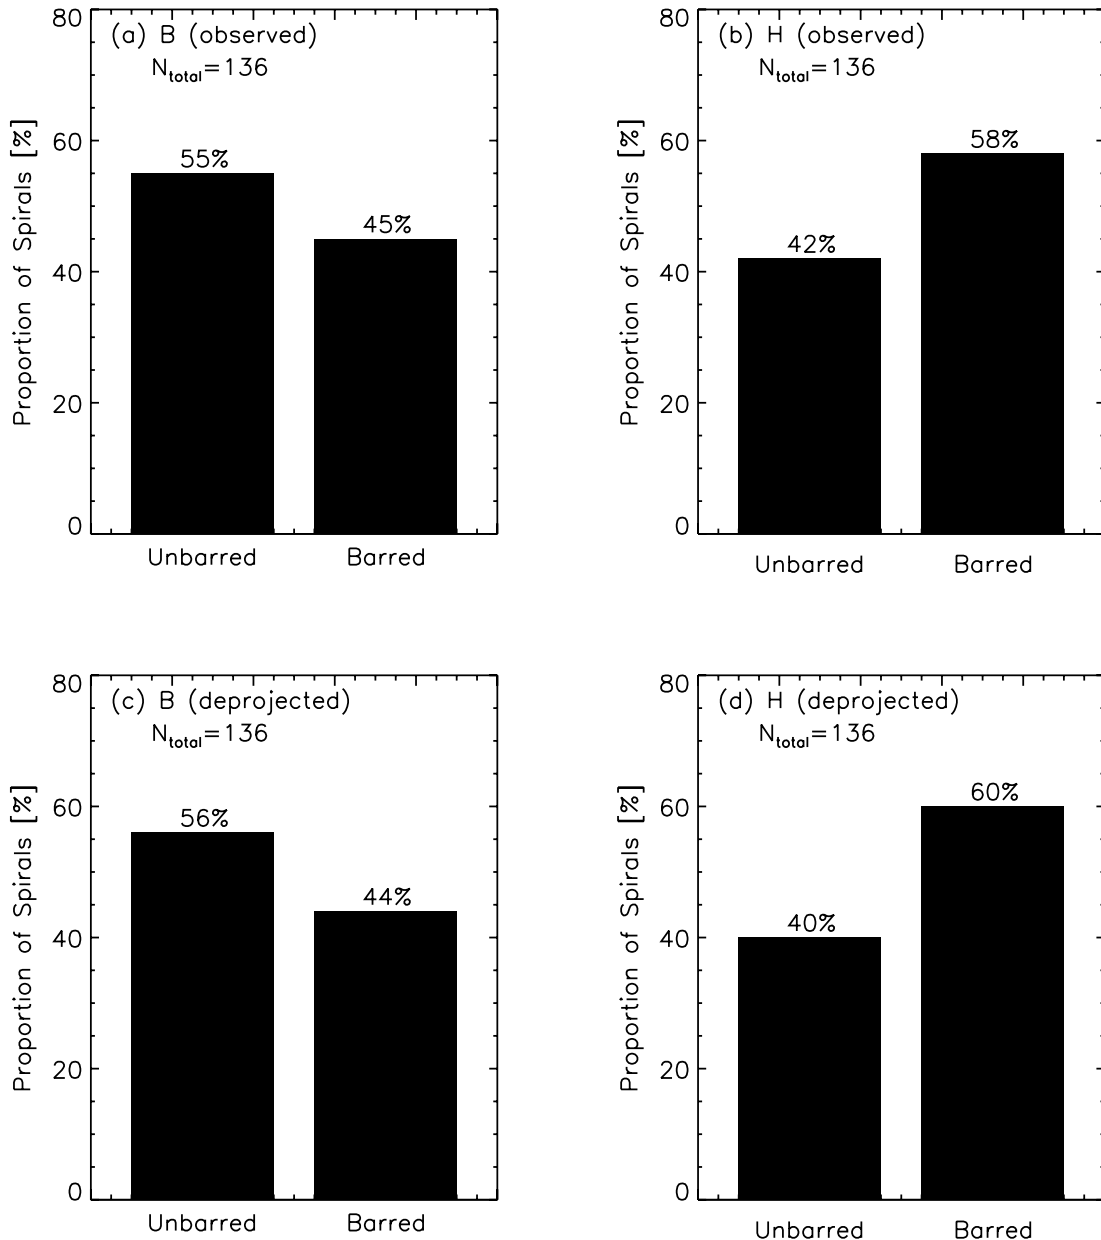 (a) B (observed)
N_total=136
80
60
40
20
0
Proportion of Spirals [%]
55%
45%
Unbarred
Barred
(b) H (observed)
N_total=136
80
60
40
20
0
Proportion of Spirals [%]
42%
58%
Unbarred
Barred
(c) B (deprojected)
N_total=136
80
60
40
20
0
Proportion of Spirals [%]
56%
44%
Unbarred
Barred
(d) H (deprojected)
N_total=136
80
60
40
20
0
Proportion of Spirals [%]
40%
60%
Unbarred
Barred